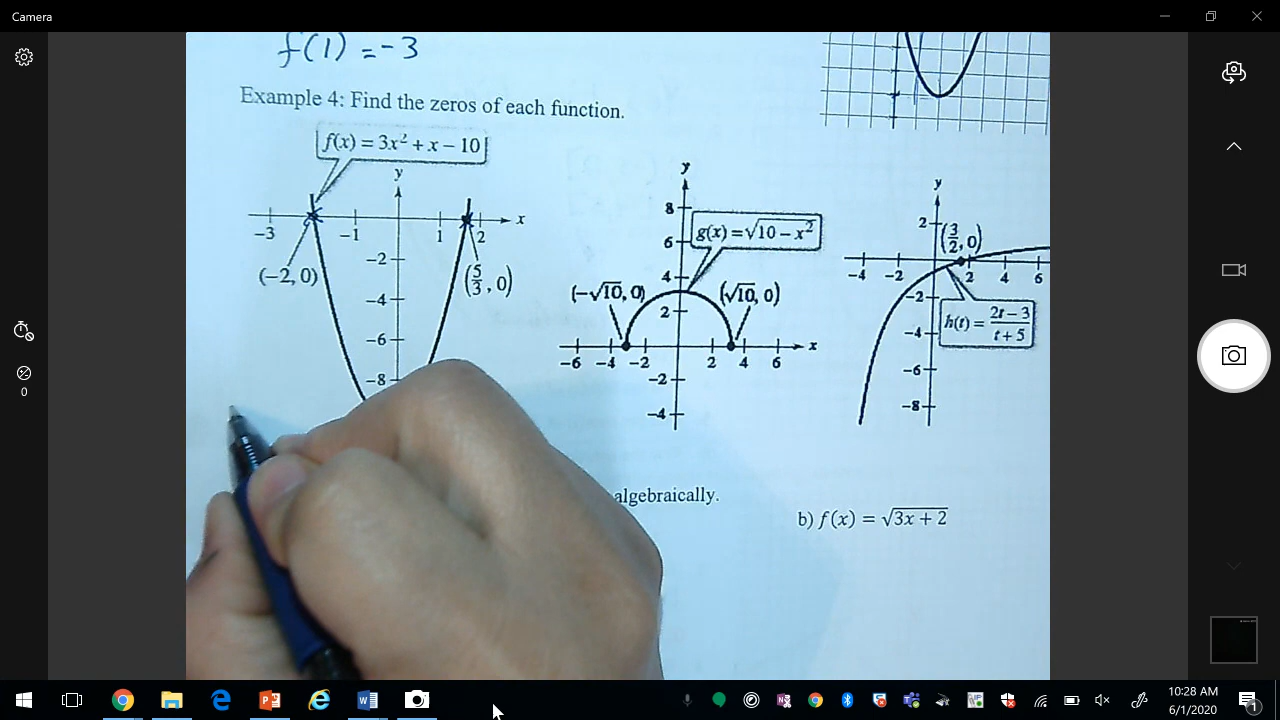 Camera
f(1) = -3
Example 4: Find the zeros of each function.
f(x) = 3x² + x − 10
y
x
−3
−1
1
2
−2
−4
−6
−8
(−2, 0)
(5/3, 0)
y
8
6
4
2
−2
−4
g(x) = √10 − x²
(−√10, 0)
(√10, 0)
x
−6 −4 −2 2 4 6
y
2
(3/2, 0)
−4 −2 2 4 6
−2
−4
−6
−8
h(t) = 2t − 3 / t + 5
algebraically.
b) f(x) = √3x + 2
0
10:28 AM
6/1/2020
1